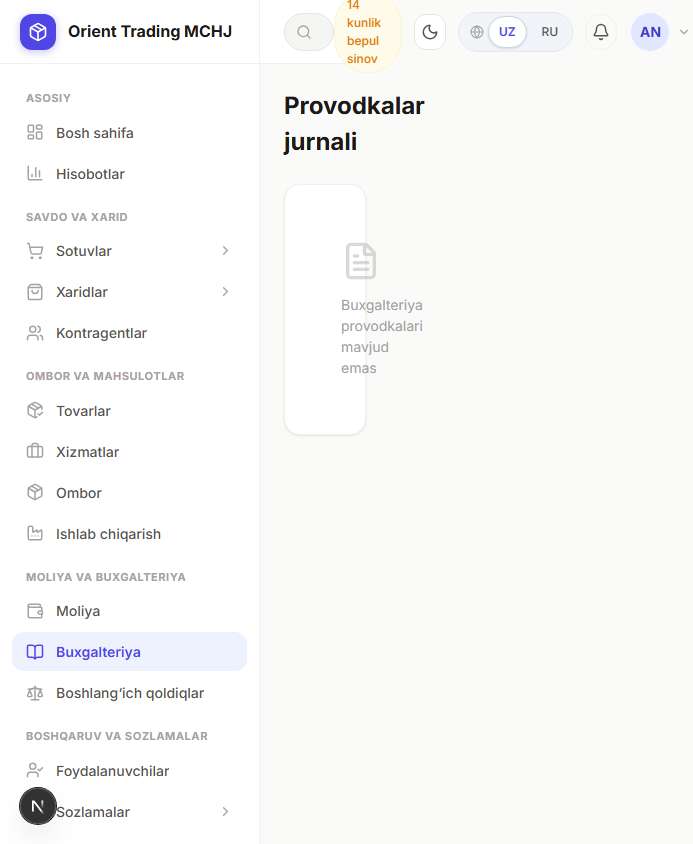 Orient Trading MCHJ
ASOSIY
Bosh sahifa
Hisobotlar
SAVDO VA XARID
Sotuvlar
Xaridlar
Kontragentlar
OMBOR VA MAHSULOTLAR
Tovarlar
Xizmatlar
Ombor
Ishlab chiqarish
MOLIYA VA BUXGALTERIYA
Moliya
Buxgalteriya
Boshlang‘ich qoldiqlar
BOSHQARUV VA SOZLAMALAR
Foydalanuvchilar
Sozlamalar
N
14
kunlik
bepul
sinov
UZ
RU
AN
Provodkalar
jurnali
Buxgalteriya
provodkalari
mavjud
emas